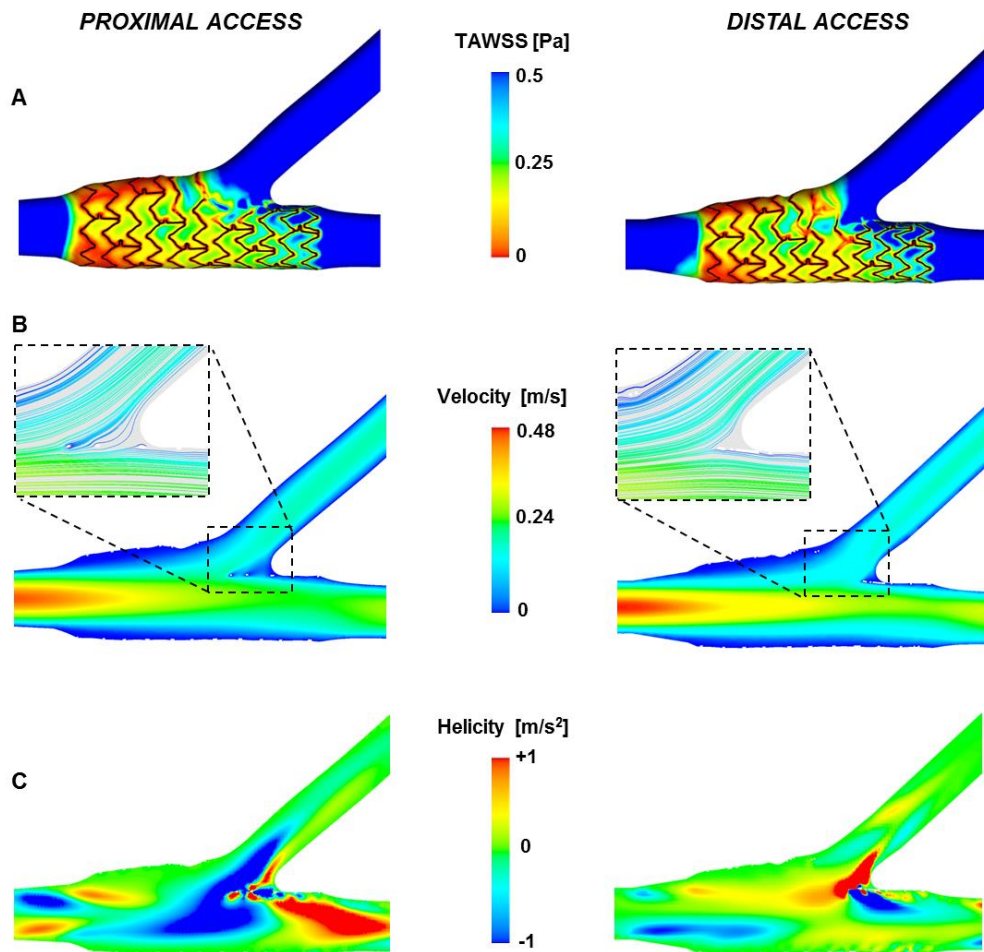 PROXIMAL ACCESS
DISTAL ACCESS
TAWSS [Pa]
A
0.5
0.25
0
B
Velocity [m/s]
0.48
0.24
0
C
Helicity [m/s²]
+1
0
-1